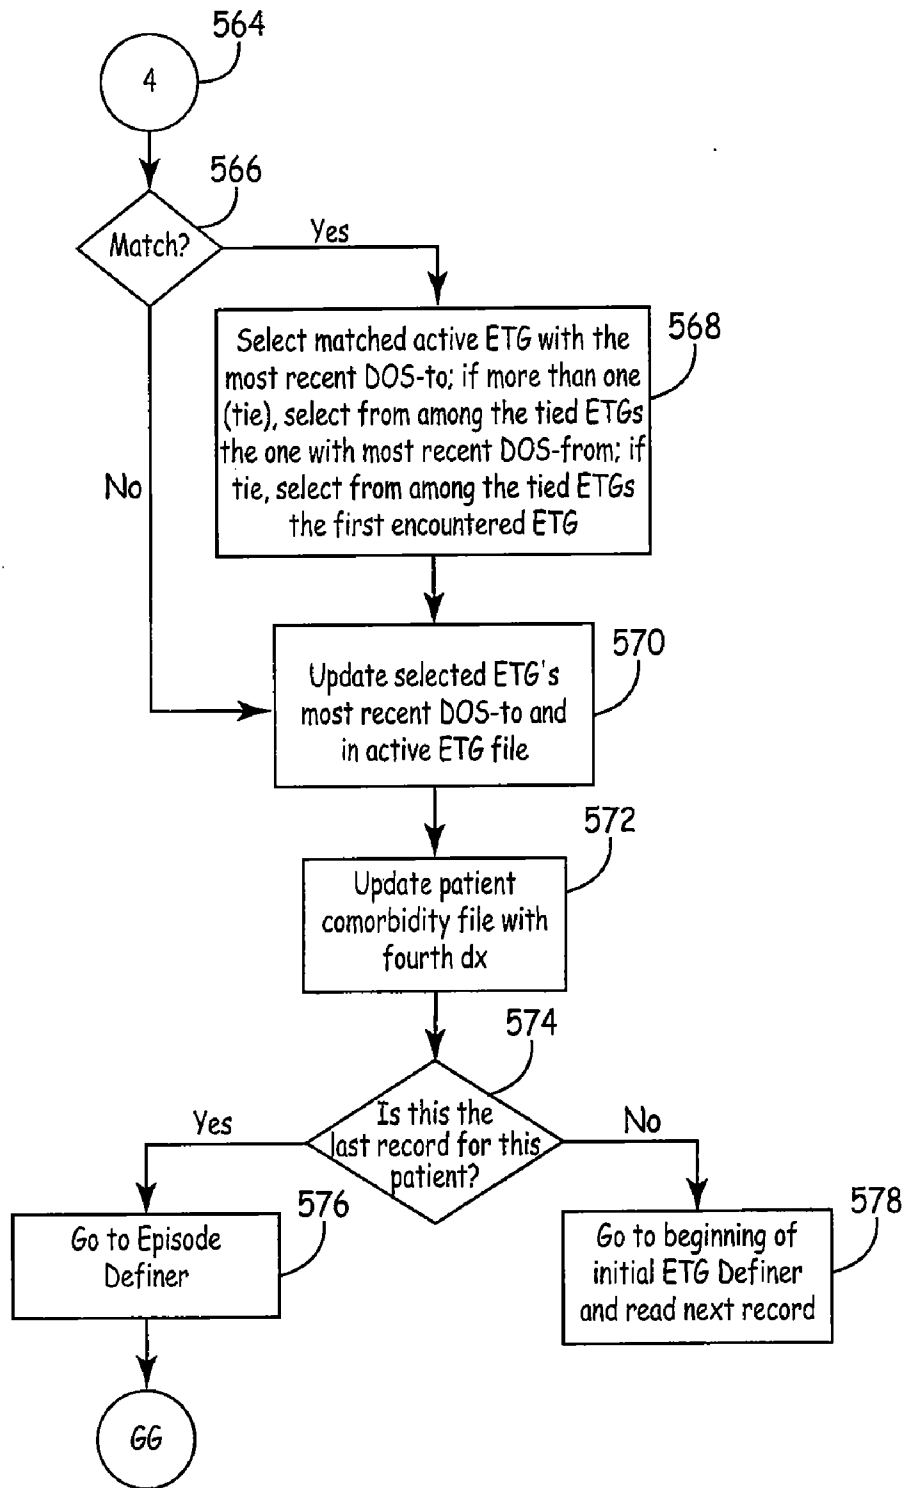 564
4
566
Match?
Yes
568
Select matched active ETG with the
most recent DOS-to; if more than one
(tie), select from among the tied ETGs
the one with most recent DOS-from; if
tie, select from among the tied ETGs
the first encountered ETG
No
570
Update selected ETG's
most recent DOS-to and
in active ETG file
572
Update patient
comorbidity file with
fourth dx
574
Is this the
last record for this
patient?
Yes
No
576
Go to Episode
Definer
578
Go to beginning of
initial ETG Definer
and read next record
GG